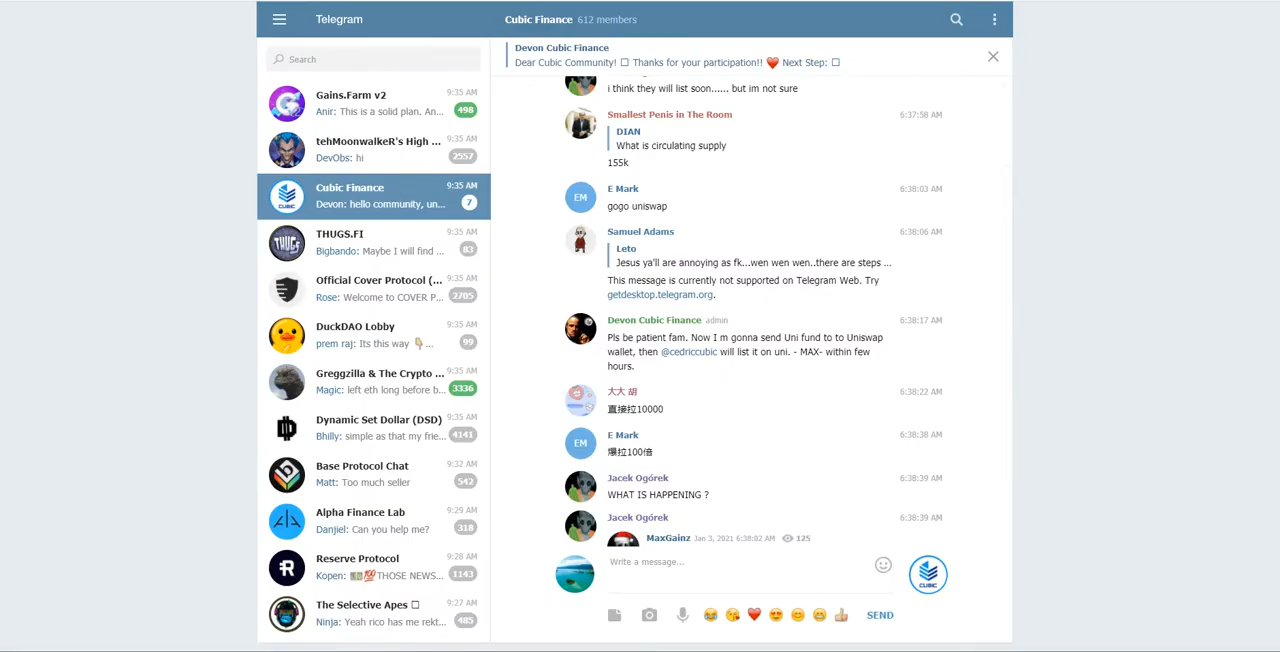 Telegram
Cubic Finance 612 members
Search
Gains.Farm v2 9:35 AM
Anir: This is a solid plan. An... 498
tehMoonwalkeR's High ... 9:35 AM
DevObs: hi 2557
Cubic Finance 9:35 AM
Devon: hello community, un... 7
THUGS.FI 9:35 AM
Bigbando: Maybe I will find ... 83
Official Cover Protocol (... 9:35 AM
Rose: Welcome to COVER P... 2705
DuckDAO Lobby 9:35 AM
prem raj: Its this way 👇🏼... 99
Greggzilla & The Crypto ... 9:35 AM
Magic: left eth long before b... 3336
Dynamic Set Dollar (DSD) 9:35 AM
Bhilly: simple as that my frie... 4141
Base Protocol Chat 9:32 AM
Matt: Too much seller 542
Alpha Finance Lab 9:29 AM
Danjiel: Can you help me? 318
Reserve Protocol 9:28 AM
Kopen: 💵💯THOSE NEWS... 1143
The Selective Apes ☐ 9:27 AM
Ninja: Yeah rico has me rekt... 485
Devon Cubic Finance
Dear Cubic Community! ☐ Thanks for your participation!! ❤️ Next Step: ☐
i think they will list soon...... but im not sure
Smallest Penis in The Room 6:37:58 AM
DIAN
What is circulating supply
155k
EM
E Mark 6:38:03 AM
gogo uniswap
Samuel Adams 6:38:06 AM
Leto
Jesus ya'll are annoying as fk...wen wen wen..there are steps ...
This message is currently not supported on Telegram Web. Try
getdesktop.telegram.org.
Devon Cubic Finance admin 6:38:17 AM
Pls be patient fam. Now I m gonna send Uni fund to to Uniswap
wallet, then @cedriccubic will list it on uni. - MAX- within few
hours.
大大 胡 6:38:22 AM
直接拉10000
EM
E Mark 6:38:38 AM
爆拉100倍
Jacek Ogórek 6:38:39 AM
WHAT IS HAPPENING ?
Jacek Ogórek 6:38:39 AM
MaxGainz Jan 3, 2021 6:38:02 AM 125
Write a message...
CUBIC
SEND